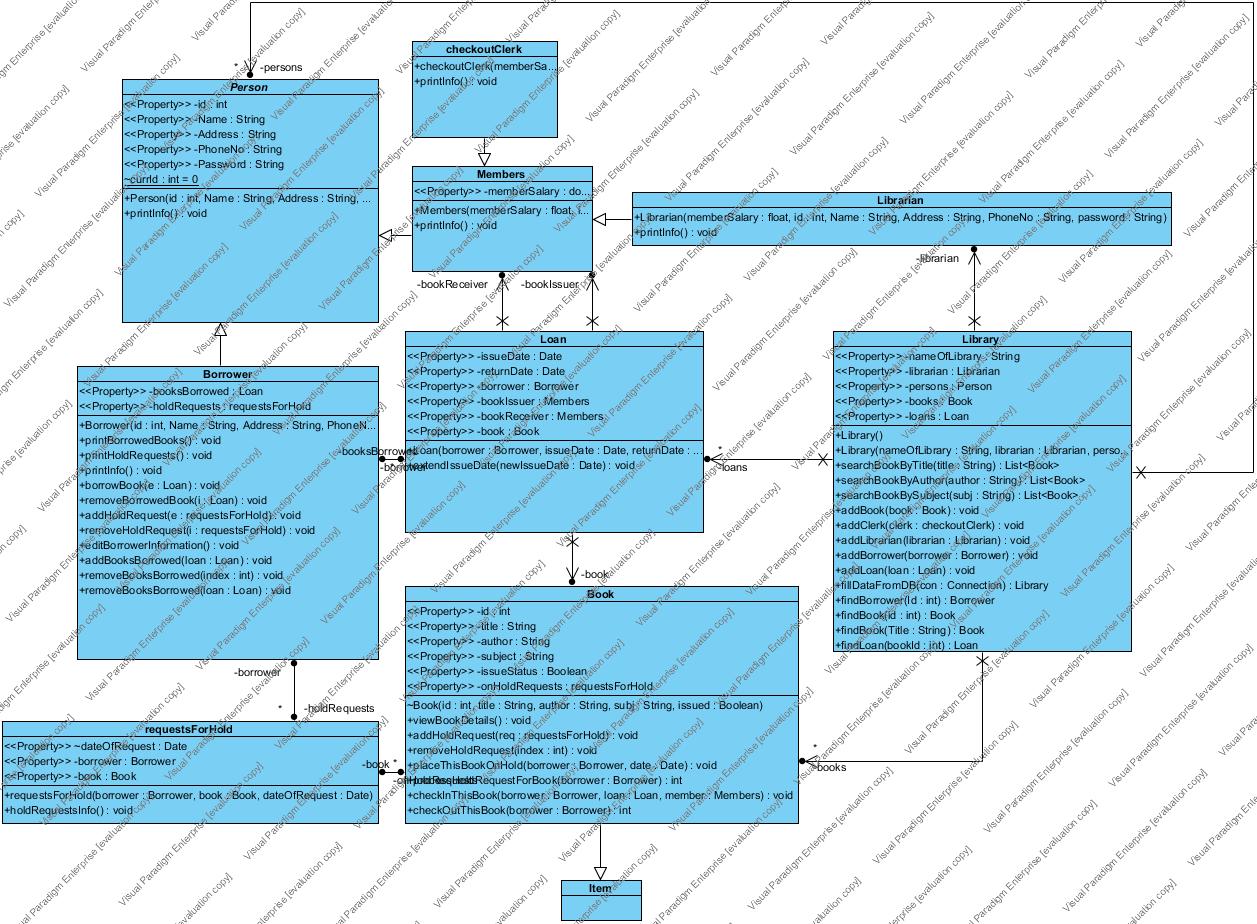 -persons
*
Person
<<Property>> -id : int
<<Property>> -Name : String
<<Property>> -Address : String
<<Property>> -PhoneNo : String
<<Property>> -Password : String
~currId : int = 0
+Person(id : int, Name : String, Address : String, ...
+printInfo() : void
checkoutClerk
+checkoutClerk(memberSa...
+printInfo() : void
Members
<<Property>> -memberSalary : do...
+Members(memberSalary : float, i...
+printInfo() : void
Librarian
+Librarian(memberSalary : float, id : int, Name : String, Address : String, PhoneNo : String, password : String)
+printInfo() : void
-bookReceiver
-bookIssuer
-librarian
Borrower
<<Property>> -booksBorrowed : Loan
<<Property>> -holdRequests : requestsForHold
+Borrower(id : int, Name : String, Address : String, PhoneN...
+printBorrowedBooks() : void
+printHoldRequests() : void
+printInfo() : void
+borrowBook(e : Loan) : void
+removeBorrowedBook(i : Loan) : void
+addHoldRequest(e : requestsForHold) : void
+removeHoldRequest(i : requestsForHold) : void
+editBorrowerInformation() : void
+addBooksBorrowed(loan : Loan) : void
+removeBooksBorrowed(index : int) : void
+removeBooksBorrowed(loan : Loan) : void
-booksBorrowed
-borrower
Loan
<<Property>> -issueDate : Date
<<Property>> -returnDate : Date
<<Property>> -borrower : Borrower
<<Property>> -bookIssuer : Members
<<Property>> -bookReceiver : Members
<<Property>> -book : Book
+Loan(borrower : Borrower, issueDate : Date, returnDate : ...
+extendIssueDate(newIssueDate : Date) : void
*
-loans
Library
<<Property>> -nameOfLibrary : String
<<Property>> -librarian : Librarian
<<Property>> -persons : Person
<<Property>> -books : Book
<<Property>> -loans : Loan
+Library()
+Library(nameOfLibrary : String, librarian : Librarian, perso...
+searchBookByTitle(title : String) : List<Book>
+searchBookByAuthor(author : String) : List<Book>
+searchBookBySubject(subj : String) : List<Book>
+addBook(book : Book) : void
+addClerk(clerk : checkoutClerk) : void
+addLibrarian(librarian : Librarian) : void
+addBorrower(borrower : Borrower) : void
+addLoan(loan : Loan) : void
+fillDataFromDB(con : Connection) : Library
+findBorrower(Id : int) : Borrower
+findBook(id : int) : Book
+findBook(Title : String) : Book
+findLoan(bookId : int) : Loan
-book
Book
<<Property>> -id : int
<<Property>> -title : String
<<Property>> -author : String
<<Property>> -subject : String
<<Property>> -issueStatus : Boolean
<<Property>> -onHoldRequests : requestsForHold
~Book(id : int, title : String, author : String, subj : String, issued : Boolean)
+viewBookDetails() : void
+addHoldRequest(req : requestsForHold) : void
+removeHoldRequest(index : int) : void
+placeThisBookOnHold(borrower : Borrower, date : Date) : void
RequestForBook(borrower : Borrower) : int
+checkInThisBook(borrower : Borrower, loan : Loan, member : Members) : void
+checkOutThisBook(borrower : Borrower) : int
*
-books
-borrower
*
-holdRequests
requestsForHold
<<Property>> ~dateOfRequest : Date
<<Property>> -borrower : Borrower
<<Property>> -book : Book
+requestsForHold(borrower : Borrower, book : Book, dateOfRequest : Date)
+holdRequestsInfo() : void
-book
*
Item
Visual Paradigm Enterprise [evaluation copy]